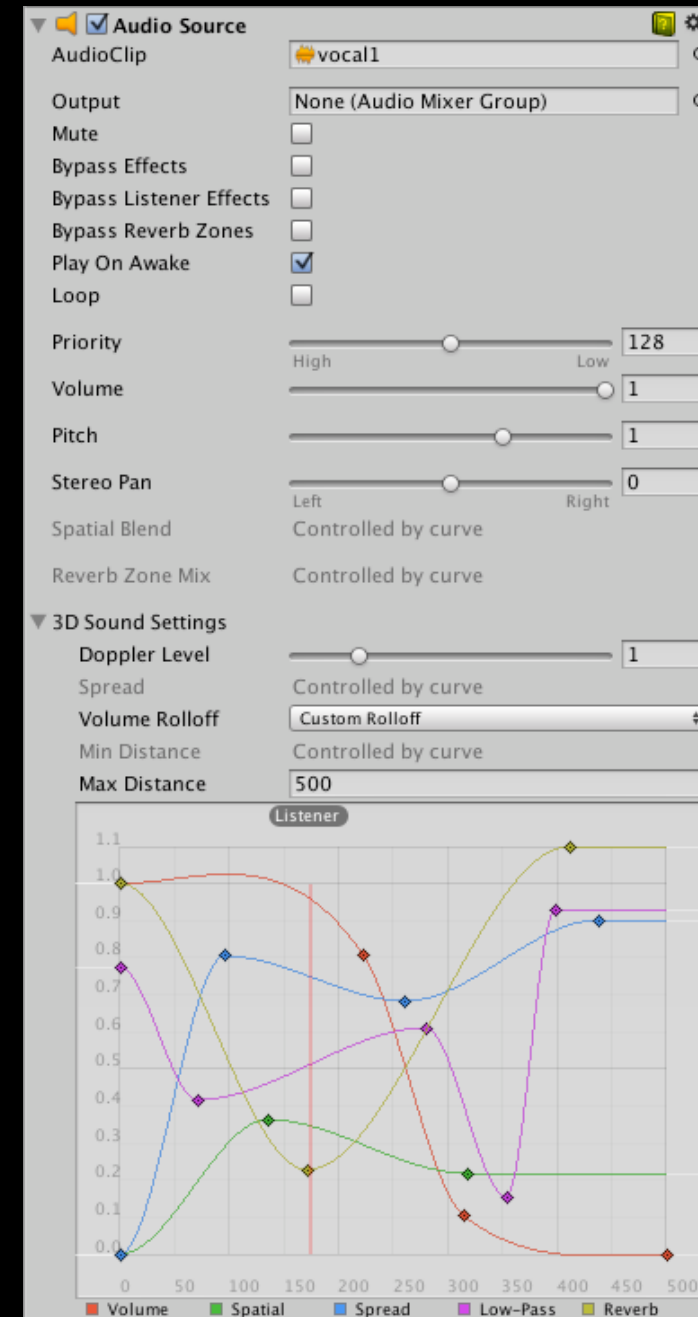 Audio Source
AudioClip vocal1
Output None (Audio Mixer Group)
Mute
Bypass Effects
Bypass Listener Effects
Bypass Reverb Zones
Play On Awake
Loop
Priority 128
High Low
Volume 1
Pitch 1
Stereo Pan 0
Left Right
Spatial Blend Controlled by curve
Reverb Zone Mix Controlled by curve
3D Sound Settings
Doppler Level 1
Spread Controlled by curve
Volume Rolloff Custom Rolloff
Min Distance Controlled by curve
Max Distance 500
Listener
1.1
1.0
0.9
0.8
0.7
0.6
0.5
0.4
0.3
0.2
0.1
0.0
0 50 100 150 200 250 300 350 400 450 500
Volume Spatial Spread Low-Pass Reverb